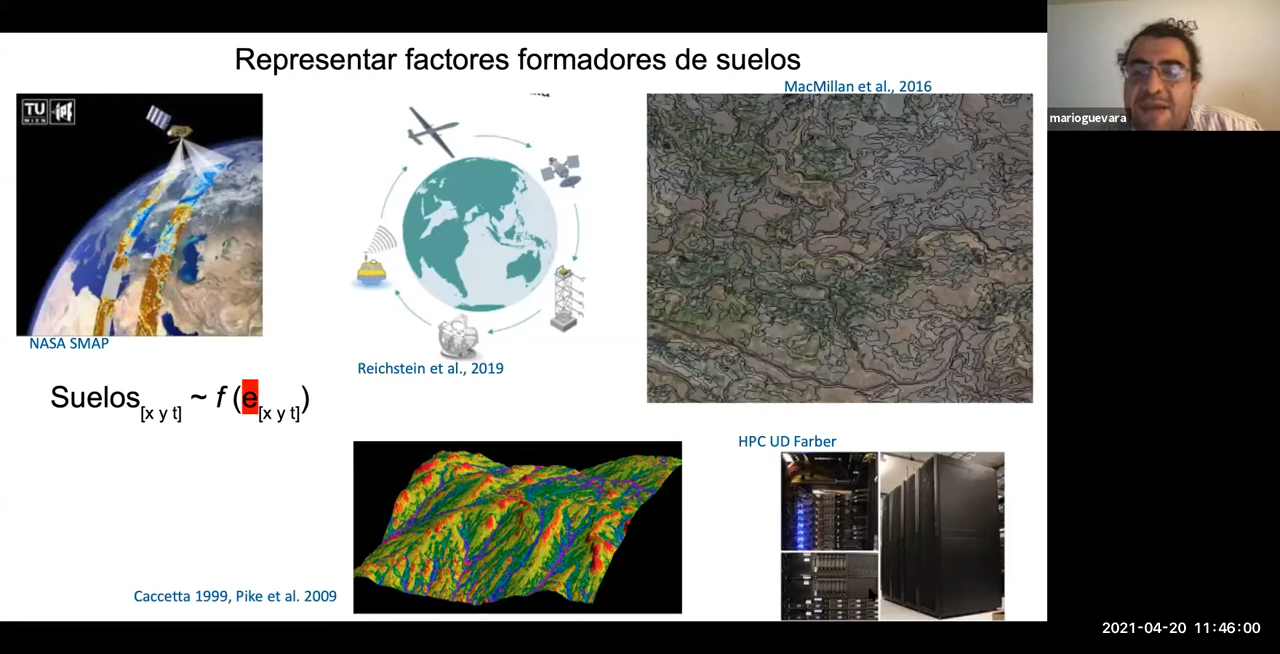 Representar factores formadores de suelos
MacMillan et al., 2016
marioguevara
TU
WIEN
NASA SMAP
Reichstein et al., 2019
Suelos[x y t] ~ f (e[x y t])
HPC UD Farber
Caccetta 1999, Pike et al. 2009
2021-04-20 11:46:00